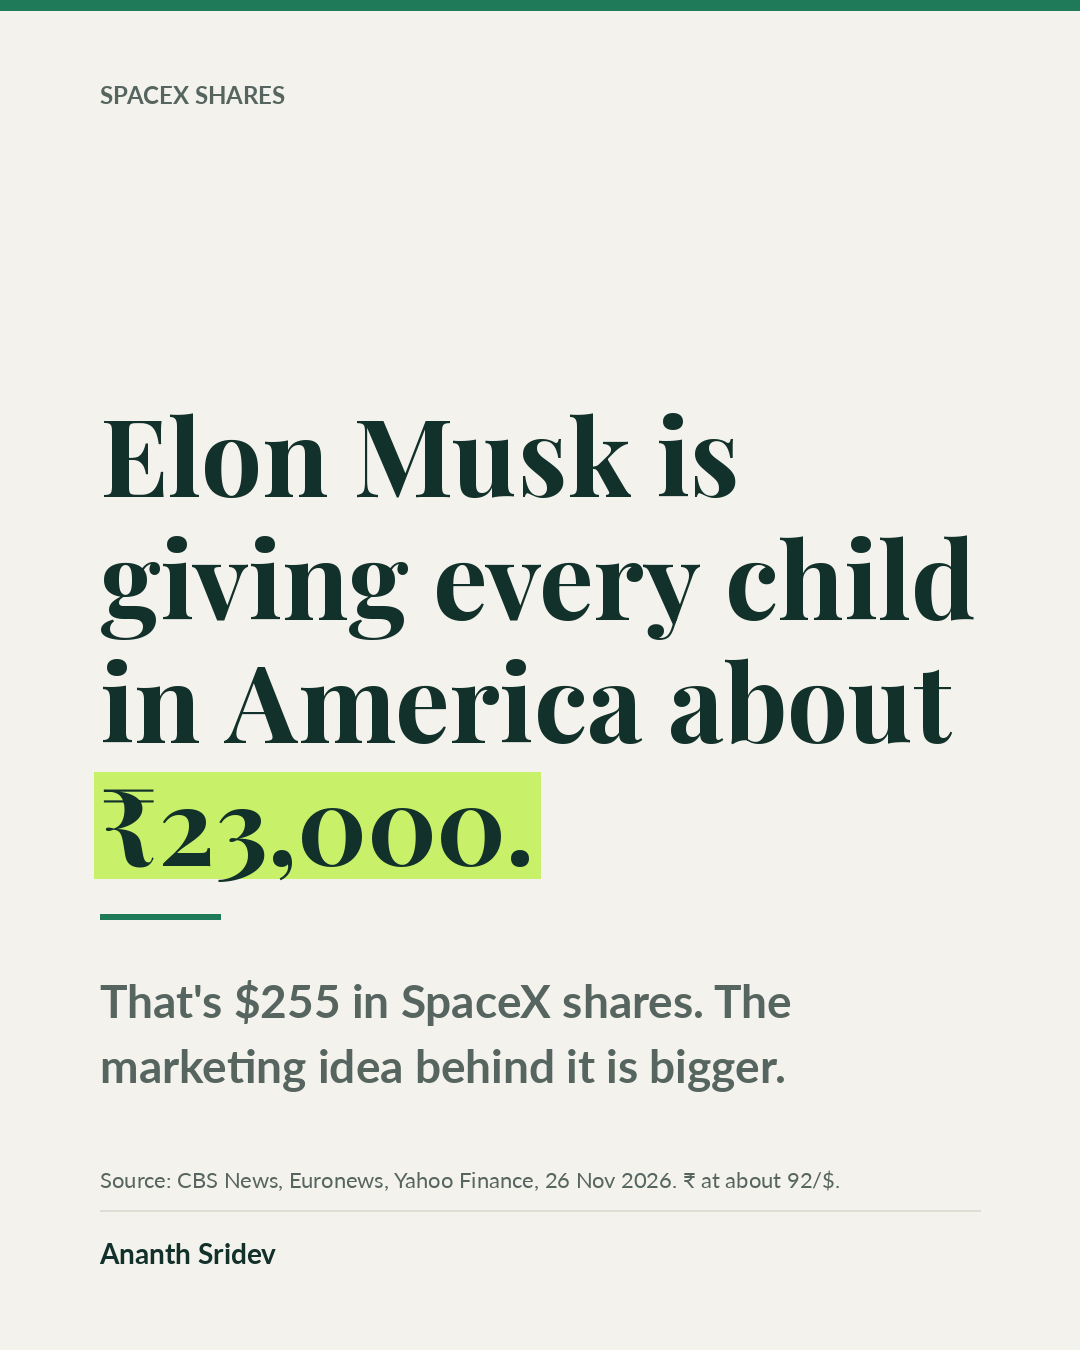 SPACEX SHARES
Elon Musk is
giving every child
in America about
₹23,000.
That's $255 in SpaceX shares. The
marketing idea behind it is bigger.
Source: CBS News, Euronews, Yahoo Finance, 26 Nov 2026. ₹ at about 92/$.
Ananth Sridev